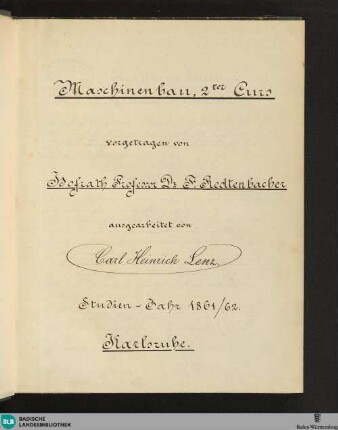 Maschinenbau, 2ter Curs
vorgetragen von
Hofrath Professor Dr F. Redtenbacher
ausgearbeitet von
Carl Heinrich Lenz.
Studien-Jahr 1861/62.
Karlsruhe.
BLB
BADISCHE
LANDESBIBLIOTHEK
Baden-Württemberg